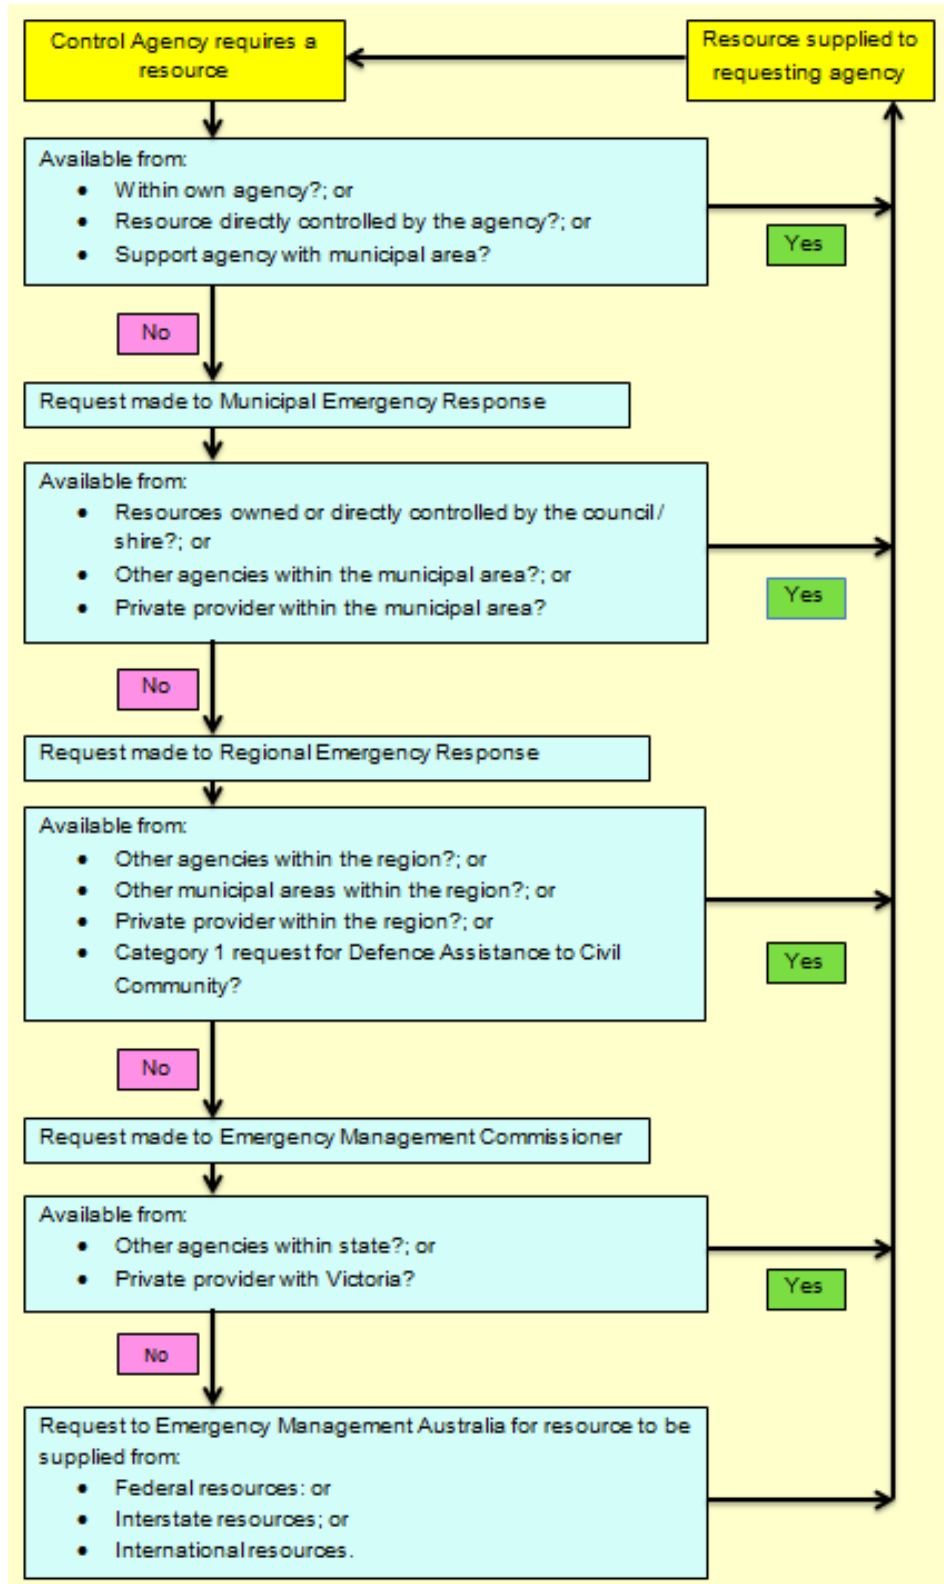 Control Agency requires a
resource
Resource supplied to
requesting agency
Available from:
• Within own agency?; or
• Resource directly controlled by the agency?; or
• Support agency with municipal area?
Yes
No
Request made to Municipal Emergency Response
Available from:
• Resources owned or directly controlled by the council/
shire?; or
• Other agencies within the municipal area?; or
• Private provider within the municipal area?
Yes
No
Request made to Regional Emergency Response
Available from:
• Other agencies within the region?; or
• Other municipal areas within the region?; or
• Private provider within the region?; or
• Category 1 request for Defence Assistance to Civil
Community?
Yes
No
Request made to Emergency Management Commissioner
Available from:
• Other agencies within state?; or
• Private provider with Victoria?
Yes
No
Request to Emergency Management Australia for resource to be
supplied from:
• Federal resources: or
• Interstate resources; or
• International resources.